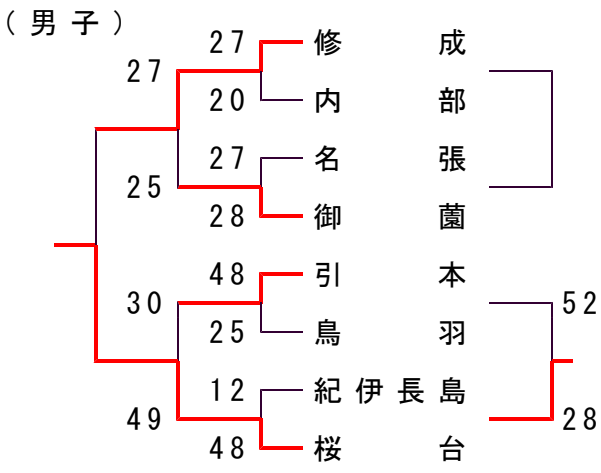 (男子)
27 修成
27
20 内部
27 名張
25
28 御薗
48 引本
30 52
25 鳥羽
12 紀伊長島
49 28
48 桜台